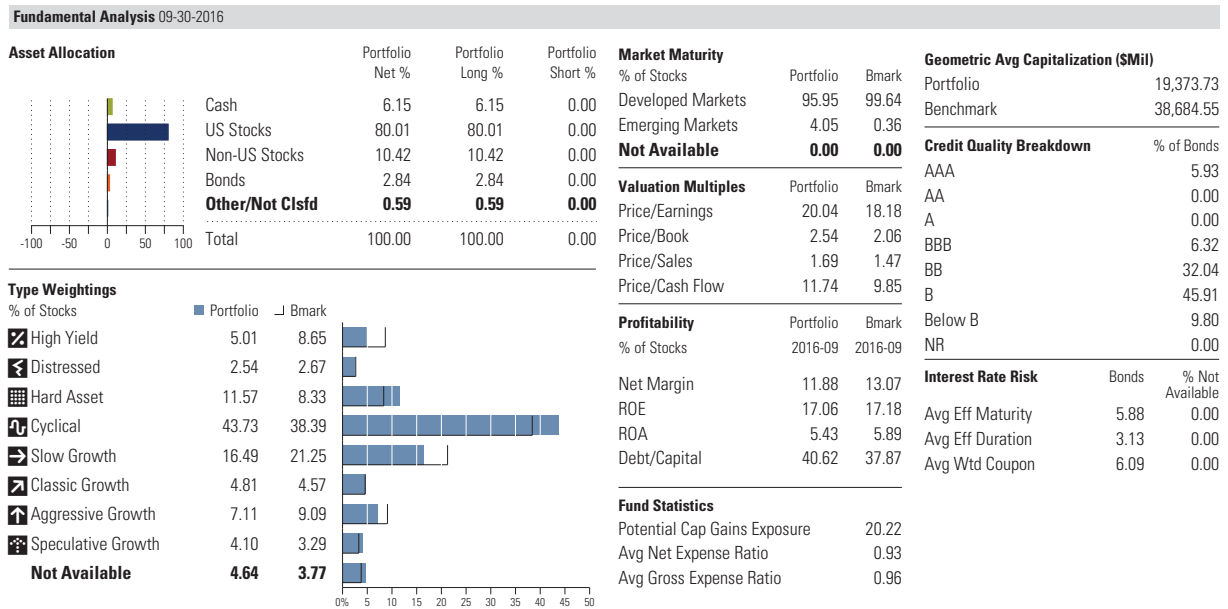 Fundamental Analysis 09-30-2016
Asset Allocation Portfolio Portfolio Portfolio
Net % Long % Short %
Cash 6.15 6.15 0.00
US Stocks 80.01 80.01 0.00
Non-US Stocks 10.42 10.42 0.00
Bonds 2.84 2.84 0.00
Other/Not Clsfd 0.59 0.59 0.00
Total 100.00 100.00 0.00
-100 -50 0 50 100
Type Weightings
% of Stocks Portfolio Bmark
High Yield 5.01 8.65
Distressed 2.54 2.67
Hard Asset 11.57 8.33
Cyclical 43.73 38.39
Slow Growth 16.49 21.25
Classic Growth 4.81 4.57
Aggressive Growth 7.11 9.09
Speculative Growth 4.10 3.29
Not Available 4.64 3.77
0% 5 10 15 20 25 30 35 40 45 50
Market Maturity
% of Stocks Portfolio Bmark
Developed Markets 95.95 99.64
Emerging Markets 4.05 0.36
Not Available 0.00 0.00
Valuation Multiples Portfolio Bmark
Price/Earnings 20.04 18.18
Price/Book 2.54 2.06
Price/Sales 1.69 1.47
Price/Cash Flow 11.74 9.85
Profitability Portfolio Bmark
% of Stocks 2016-09 2016-09
Net Margin 11.88 13.07
ROE 17.06 17.18
ROA 5.43 5.89
Debt/Capital 40.62 37.87
Fund Statistics
Potential Cap Gains Exposure 20.22
Avg Net Expense Ratio 0.93
Avg Gross Expense Ratio 0.96
Geometric Avg Capitalization ($Mil)
Portfolio 19,373.73
Benchmark 38,684.55
Credit Quality Breakdown % of Bonds
AAA 5.93
AA 0.00
A 0.00
BBB 6.32
BB 32.04
B 45.91
Below B 9.80
NR 0.00
Interest Rate Risk Bonds % Not
Available
Avg Eff Maturity 5.88 0.00
Avg Eff Duration 3.13 0.00
Avg Wtd Coupon 6.09 0.00